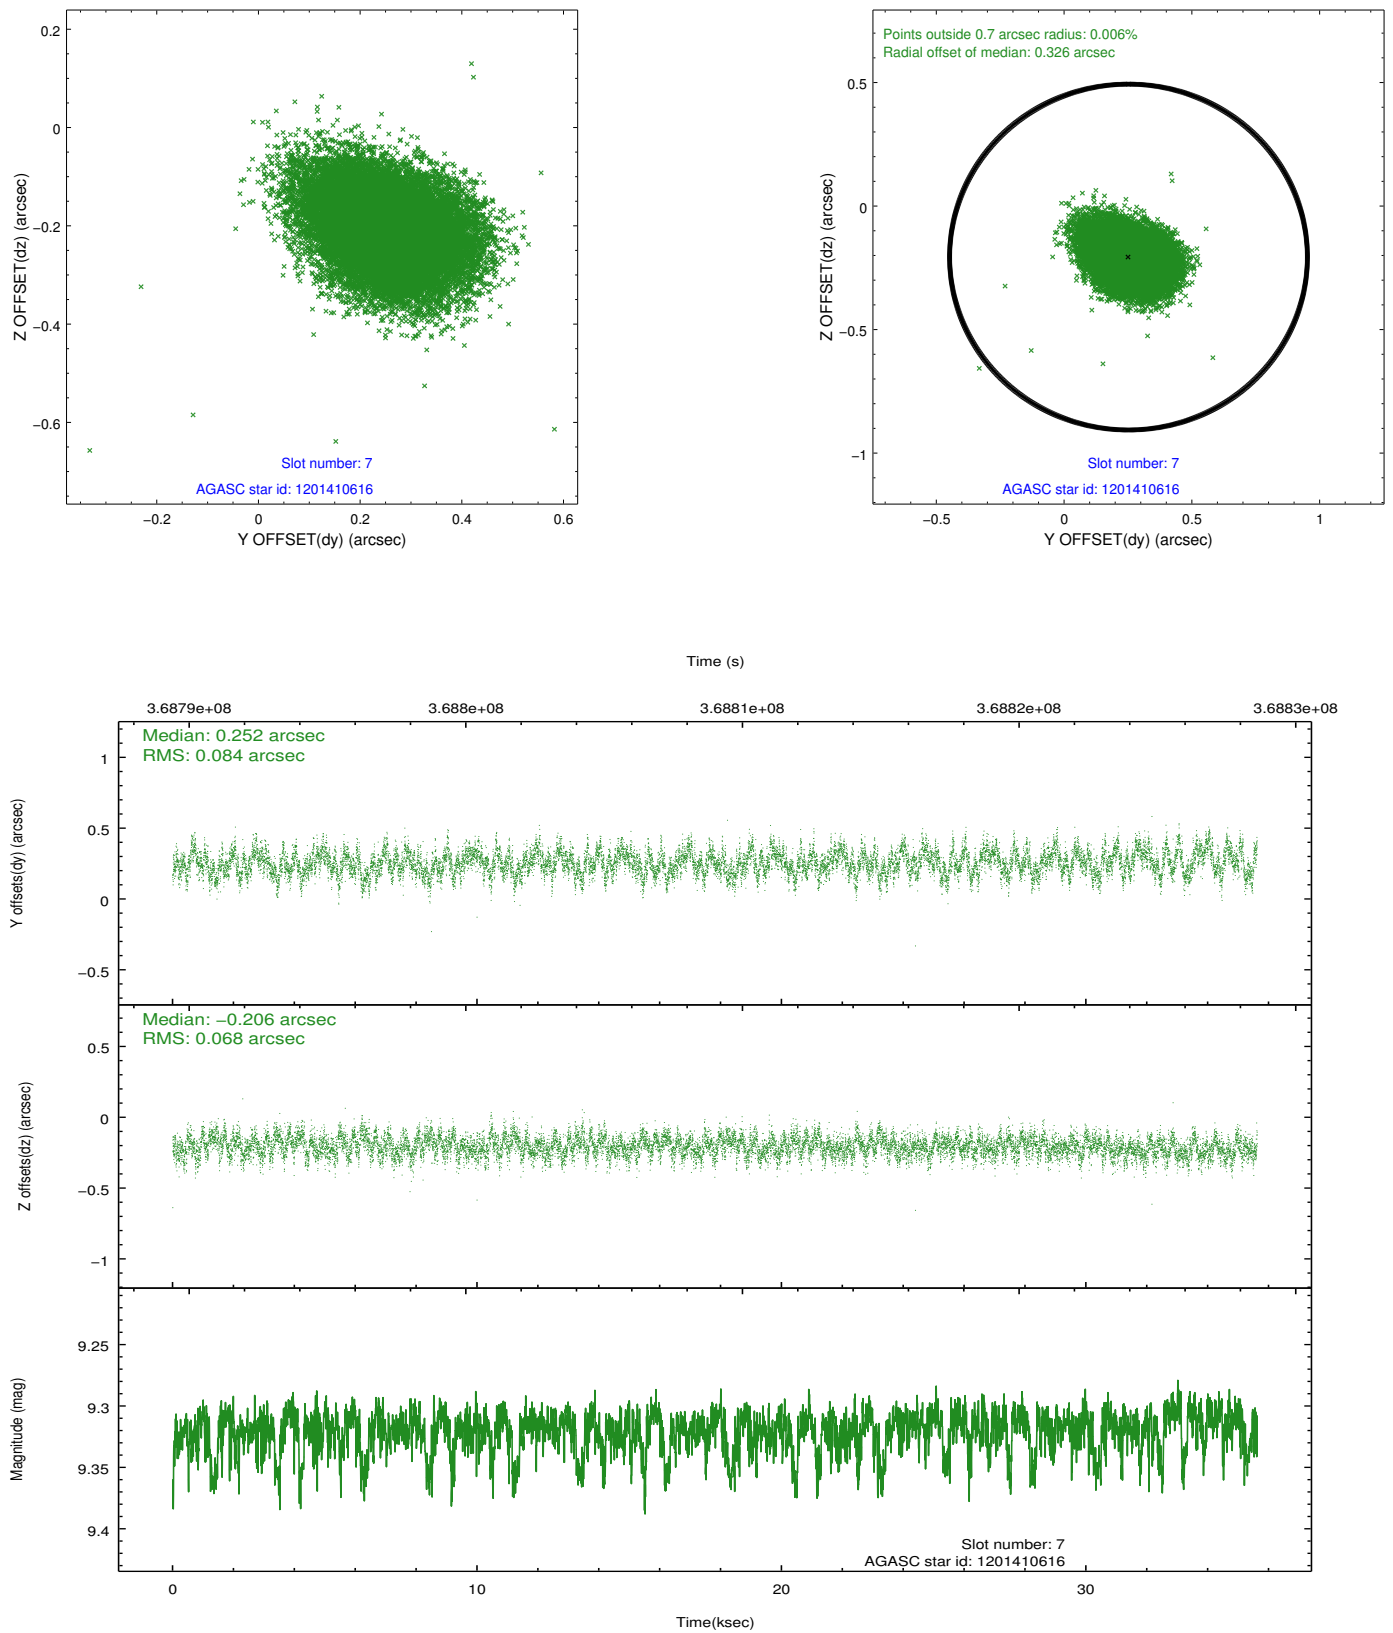 0.2
0
−0.2
−0.4
−0.6
Z OFFSET(dz) (arcsec)
Slot number: 7
AGASC star id: 1201410616
−0.2 0 0.2 0.4 0.6
Y OFFSET(dy) (arcsec)
Points outside 0.7 arcsec radius: 0.006%
Radial offset of median: 0.326 arcsec
0.5
0
−0.5
−1
Z OFFSET(dz) (arcsec)
Slot number: 7
AGASC star id: 1201410616
−0.5 0 0.5 1
Y OFFSET(dy) (arcsec)
Time (s)
3.6879e+08 3.688e+08 3.6881e+08 3.6882e+08 3.6883e+08
Median: 0.252 arcsec
RMS: 0.084 arcsec
1
0.5
0
−0.5
Y offsets(dy) (arcsec)
Median: −0.206 arcsec
RMS: 0.068 arcsec
0.5
0
−0.5
−1
Z offsets(dz) (arcsec)
9.25
9.3
9.35
9.4
Magnitude (mag)
Slot number: 7
AGASC star id: 1201410616
0 10 20 30
Time(ksec)